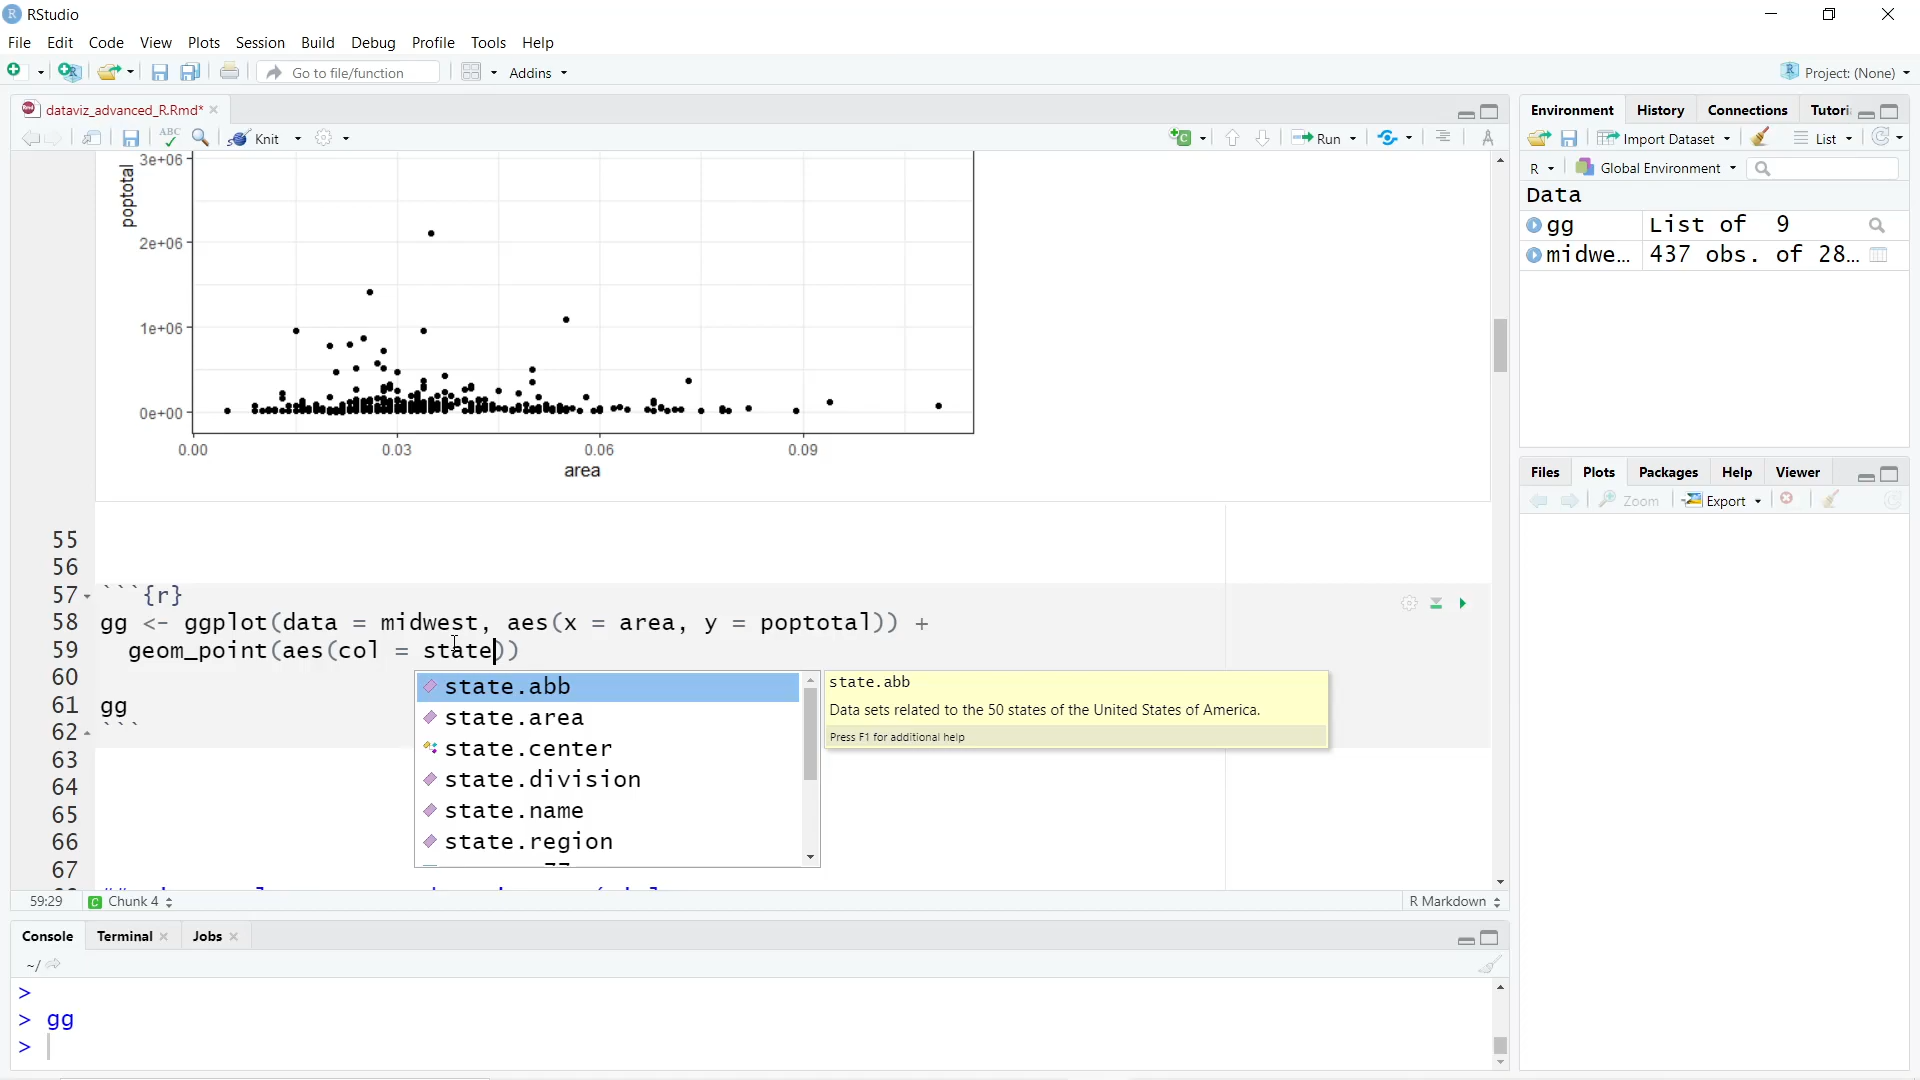 RStudio
File Edit Code View Plots Session Build Debug Profile Tools Help
Go to file/function Addins Project: (None)
dataviz_advanced_R.Rmd*
ABC Knit Run
3e+06
poptotal
2e+06
1e+06
0e+00
0.00 0.03 0.06 0.09
area
55
56
57 ```{r}
58 gg <- ggplot(data = midwest, aes(x = area, y = poptotal)) +
59 geom_point(aes(col = state))
60
61 gg
62 ```
63
64
65
66
67
state.abb
state.area
state.center
state.division
state.name
state.region
state.abb
Data sets related to the 50 states of the United States of America.
Press F1 for additional help
59:29 Chunk 4 R Markdown
Console Terminal Jobs
~/
>
> gg
>
Environment History Connections Tutori
Import Dataset List
R Global Environment
Data
gg List of 9
midwe... 437 obs. of 28...
Files Plots Packages Help Viewer
Zoom Export